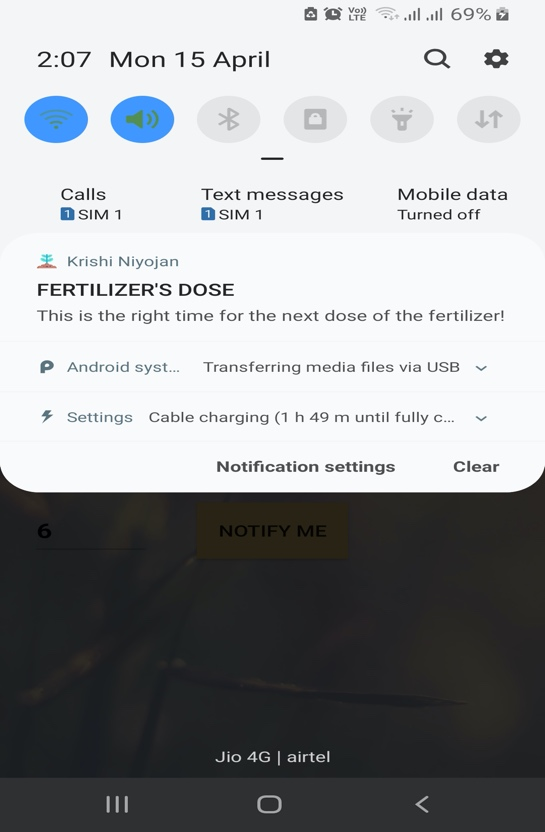 Vo)) 69%
LTE
2:07 Mon 15 April
Calls Text messages Mobile data
1 SIM 1 1 SIM 1 Turned off
Krishi Niyojan
FERTILIZER'S DOSE
This is the right time for the next dose of the fertilizer!
Android syst... Transferring media files via USB
Settings Cable charging (1 h 49 m until fully c...
Notification settings Clear
6 NOTIFY ME
Jio 4G | airtel